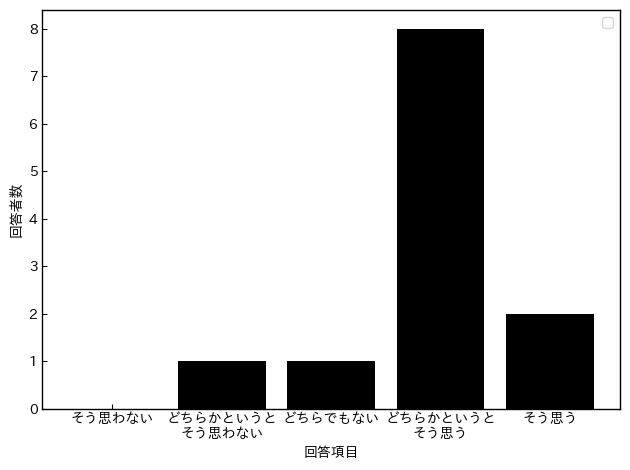 8
7
6
5
4
3
2
1
0
回答者数
そう思わない
どちらかというと
そう思わない
どちらでもない
どちらかというと
そう思う
そう思う
回答項目